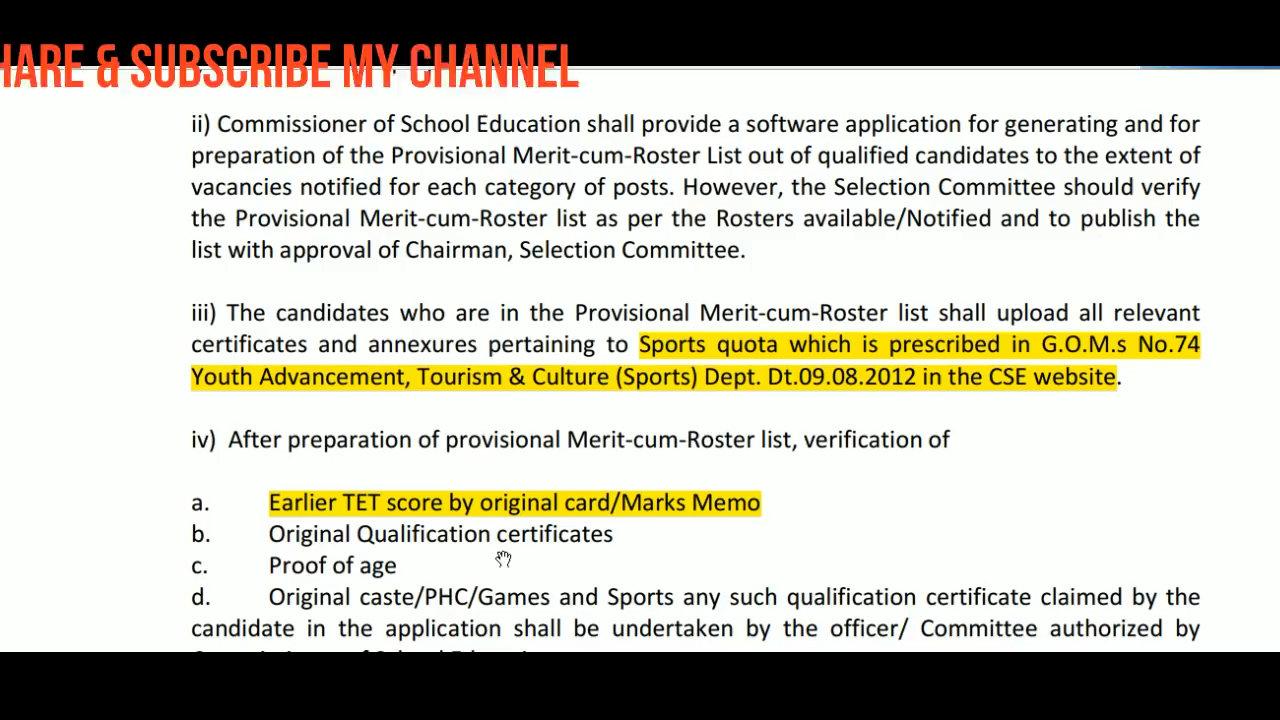 HARE & SUBSCRIBE MY CHANNEL
ii) Commissioner of School Education shall provide a software application for generating and for
preparation of the Provisional Merit-cum-Roster List out of qualified candidates to the extent of
vacancies notified for each category of posts. However, the Selection Committee should verify
the Provisional Merit-cum-Roster list as per the Rosters available/Notified and to publish the
list with approval of Chairman, Selection Committee.
iii) The candidates who are in the Provisional Merit-cum-Roster list shall upload all relevant
certificates and annexures pertaining to Sports quota which is prescribed in G.O.M.s No.74
Youth Advancement, Tourism & Culture (Sports) Dept. Dt.09.08.2012 in the CSE website.
iv) After preparation of provisional Merit-cum-Roster list, verification of
a. Earlier TET score by original card/Marks Memo
b. Original Qualification certificates
c. Proof of age
d. Original caste/PHC/Games and Sports any such qualification certificate claimed by the
candidate in the application shall be undertaken by the officer/ Committee authorized by